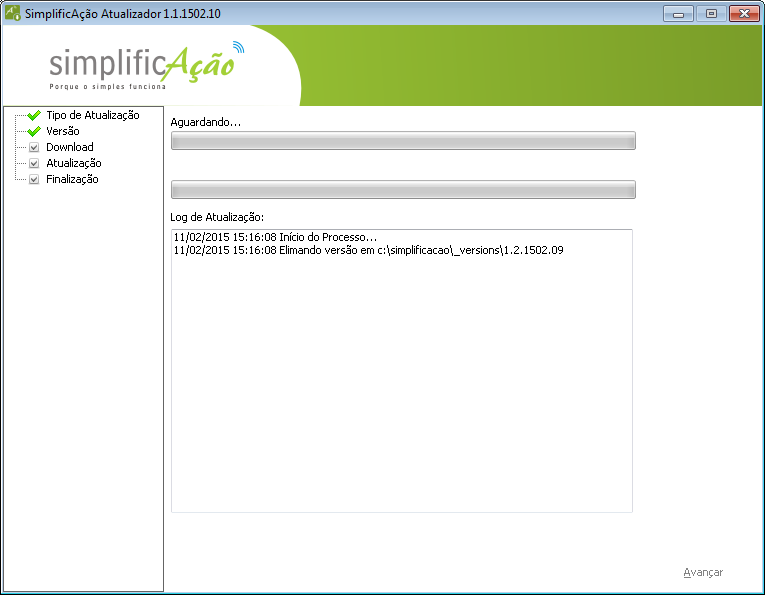 SimplificAção Atualizador 1.1.1502.10
simplificAção
Porque o simples funciona
Tipo de Atualização
Versão
Download
Atualização
Finalização
Aguardando...
Log de Atualização:
11/02/2015 15:16:08 Início do Processo...
11/02/2015 15:16:08 Elimando versão em c:\simplificacao\_versions\1.2.1502.09
Avançar